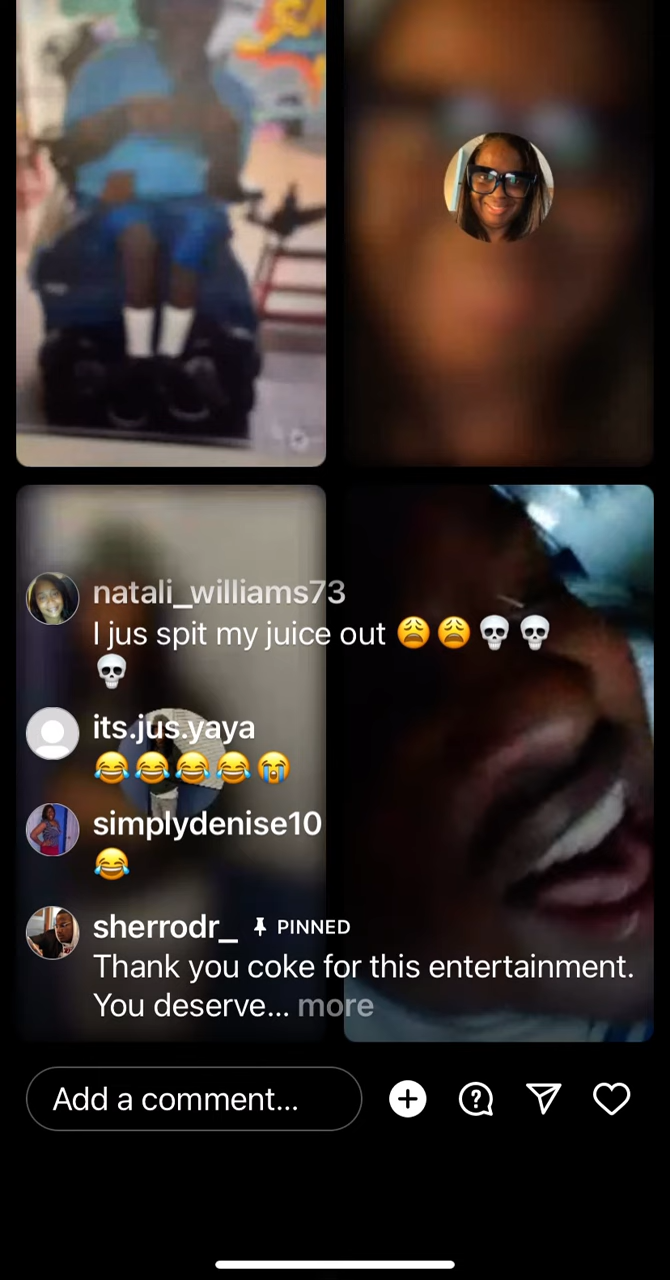 natali_williams73
I jus spit my juice out 😩😩💀💀
💀
its.jus.yaya
😂😂😂😂😭
simplydenise10
😂
sherrodr_ PINNED
Thank you coke for this entertainment.
You deserve... more
Add a comment...